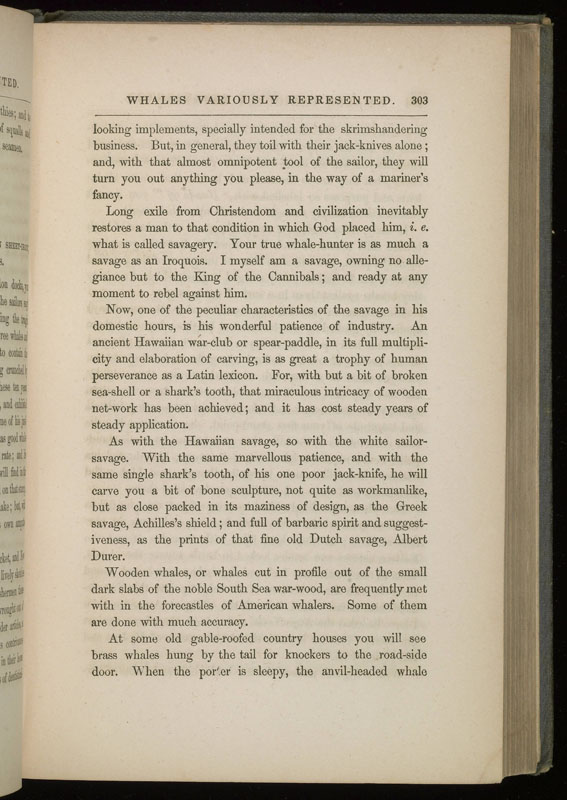 WHALES VARIOUSLY REPRESENTED. 303
looking implements, specially intended for the skrimshandering
business. But, in general, they toil with their jack-knives alone;
and, with that almost omnipotent tool of the sailor, they will
turn you out anything you please, in the way of a mariner's
fancy.
Long exile from Christendom and civilization inevitably
restores a man to that condition in which God placed him, i. e.
what is called savagery. Your true whale-hunter is as much a
savage as an Iroquois. I myself am a savage, owning no alle-
giance but to the King of the Cannibals; and ready at any
moment to rebel against him.
Now, one of the peculiar characteristics of the savage in his
domestic hours, is his wonderful patience of industry. An
ancient Hawaiian war-club or spear-paddle, in its full multipli-
city and elaboration of carving, is as great a trophy of human
perseverance as a Latin lexicon. For, with but a bit of broken
sea-shell or a shark's tooth, that miraculous intricacy of wooden
net-work has been achieved; and it has cost steady years of
steady application.
As with the Hawaiian savage, so with the white sailor-
savage. With the same marvellous patience, and with the
same single shark's tooth, of his one poor jack-knife, he will
carve you a bit of bone sculpture, not quite as workmanlike,
but as close packed in its maziness of design, as the Greek
savage, Achilles's shield; and full of barbaric spirit and suggest-
iveness, as the prints of that fine old Dutch savage, Albert
Durer.
Wooden whales, or whales cut in profile out of the small
dark slabs of the noble South Sea war-wood, are frequently met
with in the forecastles of American whalers. Some of them
are done with much accuracy.
At some old gable-roofed country houses you will see
brass whales hung by the tail for knockers to the road-side
door. When the porter is sleepy, the anvil-headed whale